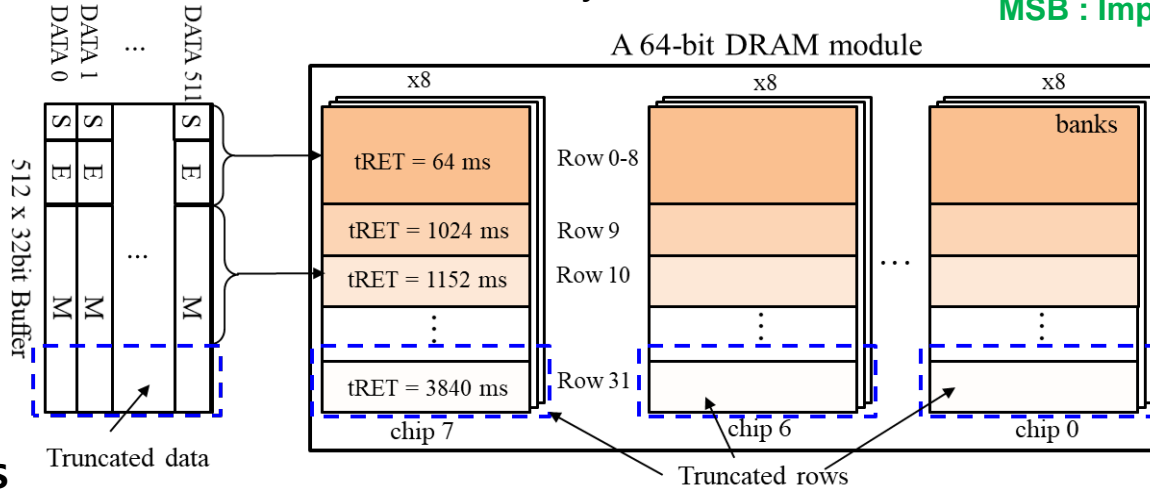 MSB : Imp
A 64-bit DRAM module
DATA 0
DATA 1
...
DATA 511
S
S
S
E
E
E
M
M
...
M
512 x 32bit Buffer
Truncated data
x8
x8
x8
banks
tRET = 64 ms
Row 0-8
tRET = 1024 ms
Row 9
tRET = 1152 ms
Row 10
...
tRET = 3840 ms
Row 31
chip 7
chip 6
chip 0
Truncated rows
s